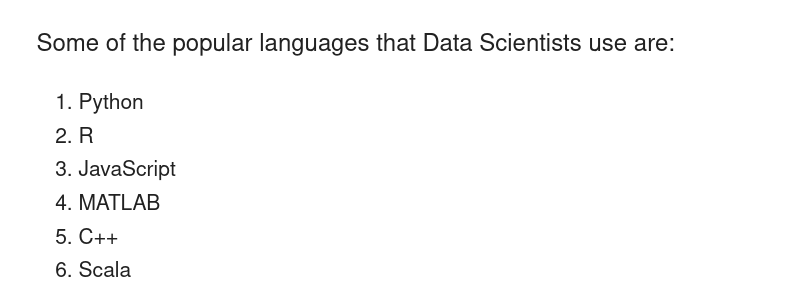 Some of the popular languages that Data Scientists use are:
1. Python
2. R
3. JavaScript
4. MATLAB
5. C++
6. Scala